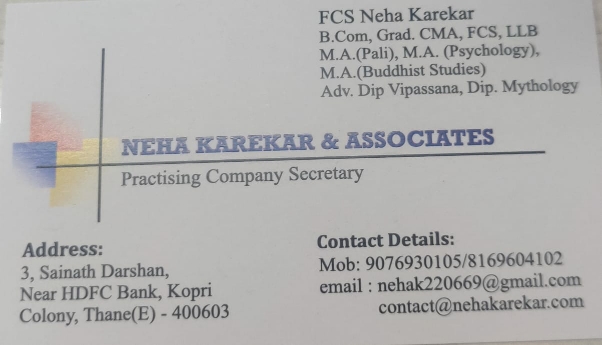 FCS Neha Karekar
B.Com, Grad. CMA, FCS, LLB
M.A.(Pali), M.A. (Psychology),
M.A.(Buddhist Studies)
Adv. Dip Vipassana, Dip. Mythology
NEHA KAREKAR & ASSOCIATES
Practising Company Secretary
Address:
3, Sainath Darshan,
Near HDFC Bank, Kopri
Colony, Thane(E) - 400603
Contact Details:
Mob: 9076930105/8169604102
email : nehak220669@gmail.com
contact@nehakarekar.com